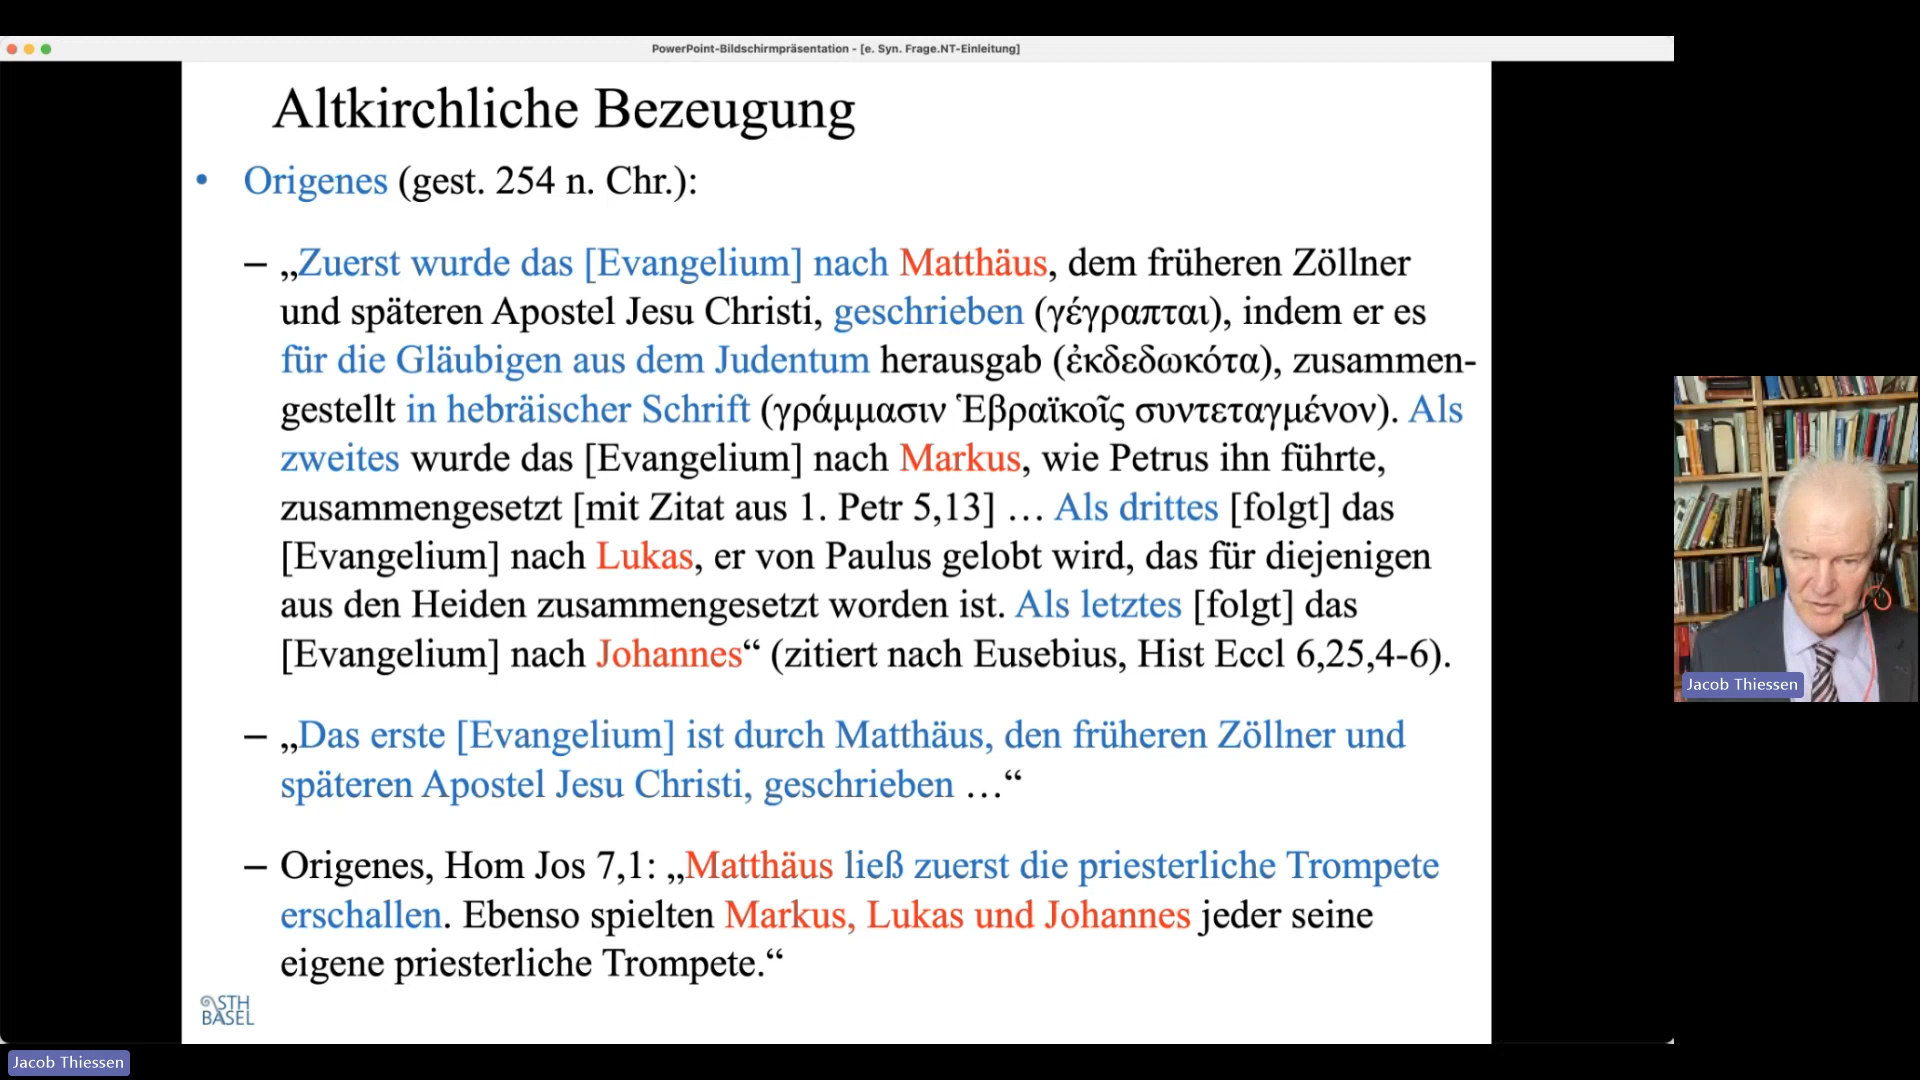 PowerPoint-Bildschirmpräsentation - [e. Syn. Frage.NT-Einleitung]
Altkirchliche Bezeugung
• Origenes (gest. 254 n. Chr.):
– „Zuerst wurde das [Evangelium] nach Matthäus, dem früheren Zöllner
und späteren Apostel Jesu Christi, geschrieben (γέγραπται), indem er es
für die Gläubigen aus dem Judentum herausgab (ἐκδεδωκότα), zusammen-
gestellt in hebräischer Schrift (γράμμασιν Ἑβραϊκοῖς συντεταγμένον). Als
zweites wurde das [Evangelium] nach Markus, wie Petrus ihn führte,
zusammengesetzt [mit Zitat aus 1. Petr 5,13] … Als drittes [folgt] das
[Evangelium] nach Lukas, er von Paulus gelobt wird, das für diejenigen
aus den Heiden zusammengesetzt worden ist. Als letztes [folgt] das
[Evangelium] nach Johannes“ (zitiert nach Eusebius, Hist Eccl 6,25,4-6).
– „Das erste [Evangelium] ist durch Matthäus, den früheren Zöllner und
späteren Apostel Jesu Christi, geschrieben …“
– Origenes, Hom Jos 7,1: „Matthäus ließ zuerst die priesterliche Trompete
erschallen. Ebenso spielten Markus, Lukas und Johannes jeder seine
eigene priesterliche Trompete.“
STH
BASEL
Jacob Thiessen
Jacob Thiessen